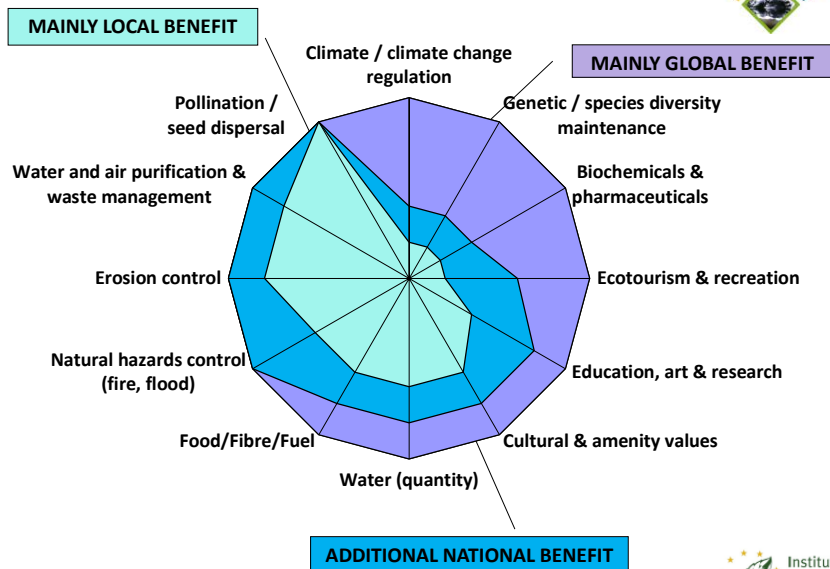 MAINLY LOCAL BENEFIT
Climate / climate change
regulation
MAINLY GLOBAL BENEFIT
Pollination /
seed dispersal
Genetic / species diversity
maintenance
Water and air purification &
waste management
Biochemicals &
pharmaceuticals
Erosion control
Ecotourism & recreation
Natural hazards control
(fire, flood)
Education, art & research
Food/Fibre/Fuel
Cultural & amenity values
Water (quantity)
ADDITIONAL NATIONAL BENEFIT